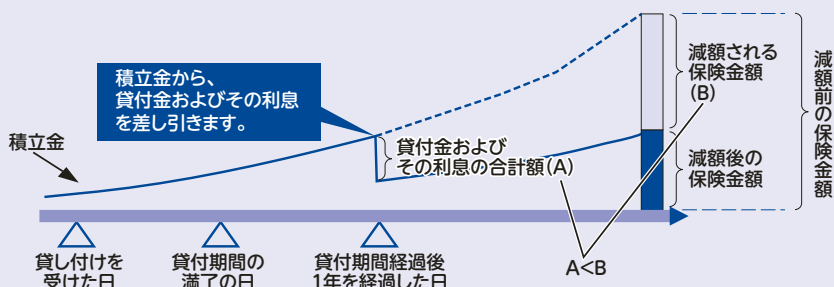 積立金から、
貸付金およびその利息
を差し引きます。
積立金
貸付金および
その利息の合計額(A)
減額される
保険金額
(B)
減額後の
保険金額
減額前の保険金額
貸し付けを
受けた日
貸付期間の
満了の日
貸付期間経過後
1年を経過した日
A<B